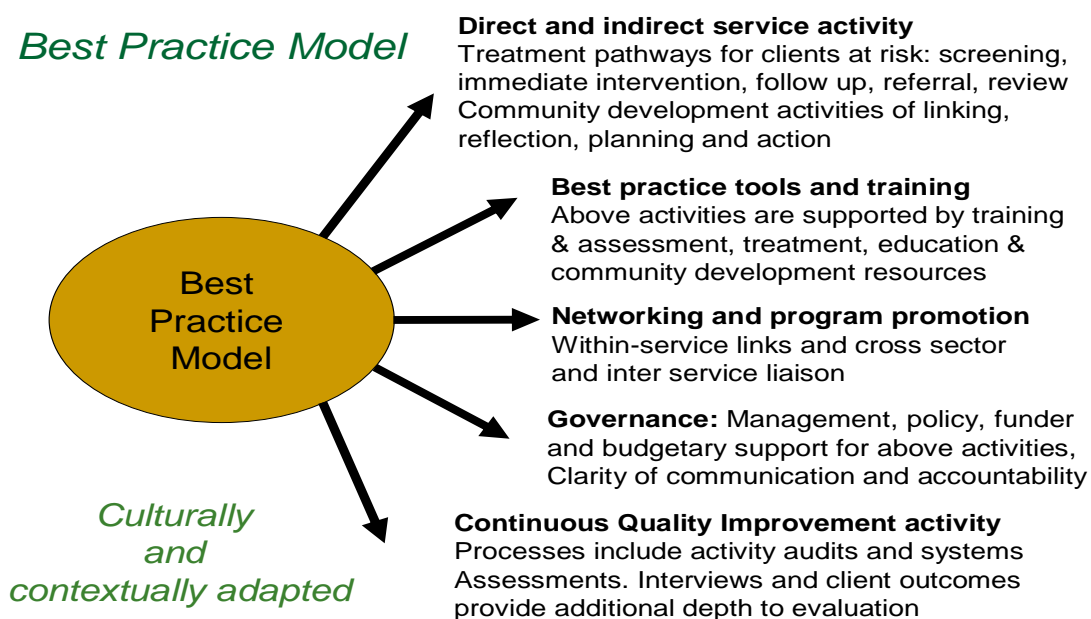 Best Practice Model
Direct and indirect service activity
Treatment pathways for clients at risk: screening,
immediate intervention, follow up, referral, review
Community development activities of linking,
reflection, planning and action
Best practice tools and training
Above activities are supported by training
& assessment, treatment, education &
community development resources
Best
Practice
Model
Networking and program promotion
Within-service links and cross sector
and inter service liaison
Governance: Management, policy, funder
and budgetary support for above activities,
Clarity of communication and accountability
Culturally
and
contextually adapted
Continuous Quality Improvement activity
Processes include activity audits and systems
Assessments. Interviews and client outcomes
provide additional depth to evaluation